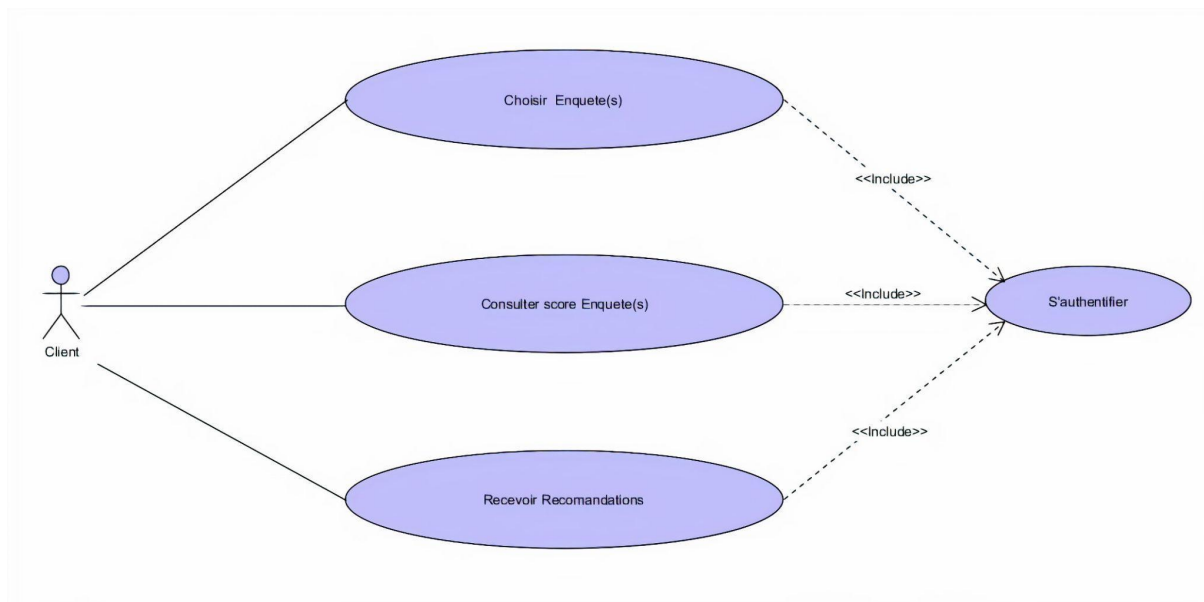 Choisir Enquete(s)
<<Include>>
Consulter score Enquete(s)
<<Include>>
S'authentifier
Client
<<Include>>
Recevoir Recomandations